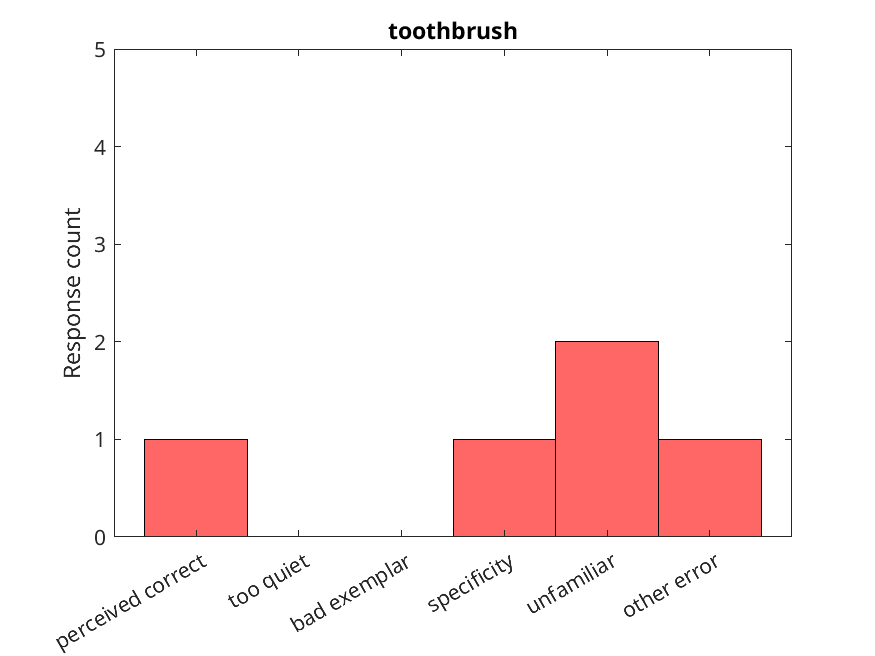 toothbrush
5
4
3
2
1
0
Response count
perceived correct
too quiet
bad exemplar
specificity
unfamiliar
other error